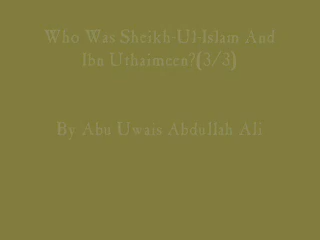 Who Was Sheikh-Ul-Islam And
Ibn Uthaimeen?(3/3)
By Abu Uwais Abdullah Ali